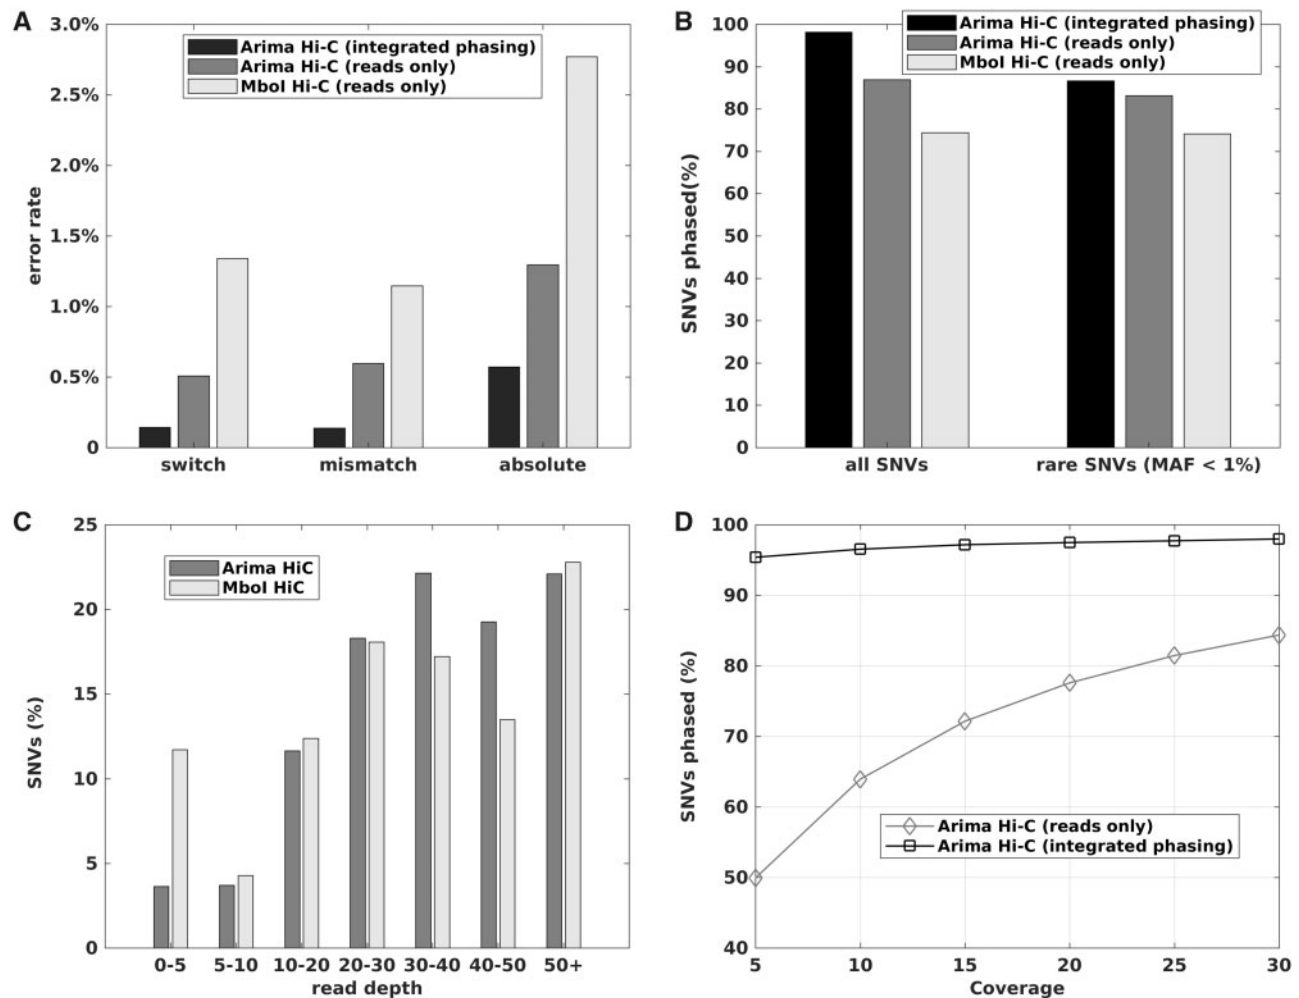 A
3.0%
2.5%
2.0%
1.5%
1.0%
0.5%
0
error rate
Arima Hi-C (integrated phasing)
Arima Hi-C (reads only)
MboI Hi-C (reads only)
switch mismatch absolute
B
100
90
80
70
60
50
40
30
20
10
0
SNVs phased(%)
Arima Hi-C (integrated phasing)
Arima Hi-C (reads only)
MboI Hi-C (reads only)
all SNVs rare SNVs (MAF < 1%)
C
25
20
15
10
5
0
SNVs (%)
Arima HiC
MboI HiC
0-5 5-10 10-20 20-30 30-40 40-50 50+
read depth
D
100
90
80
70
60
50
40
SNVs phased (%)
Arima Hi-C (reads only)
Arima Hi-C (integrated phasing)
5 10 15 20 25 30
Coverage